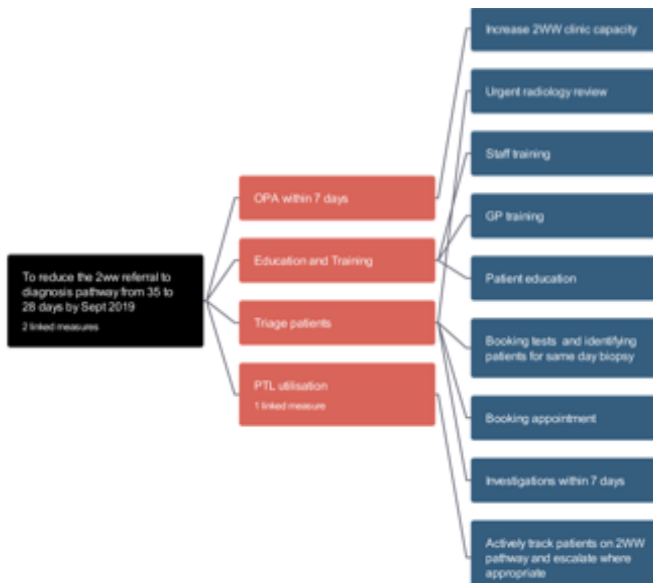 To reduce the 2ww referral to
diagnosis pathway from 35 to
28 days by Sept 2019
2 linked measures
OPA within 7 days
Education and Training
Triage patients
PTL utilisation
1 linked measure
Increase 2WW clinic capacity
Urgent radiology review
Staff training
GP training
Patient education
Booking tests and identifying
patients for same day biopsy
Booking appointment
Investigations within 7 days
Actively track patients on 2WW
pathway and escalate where
appropriate